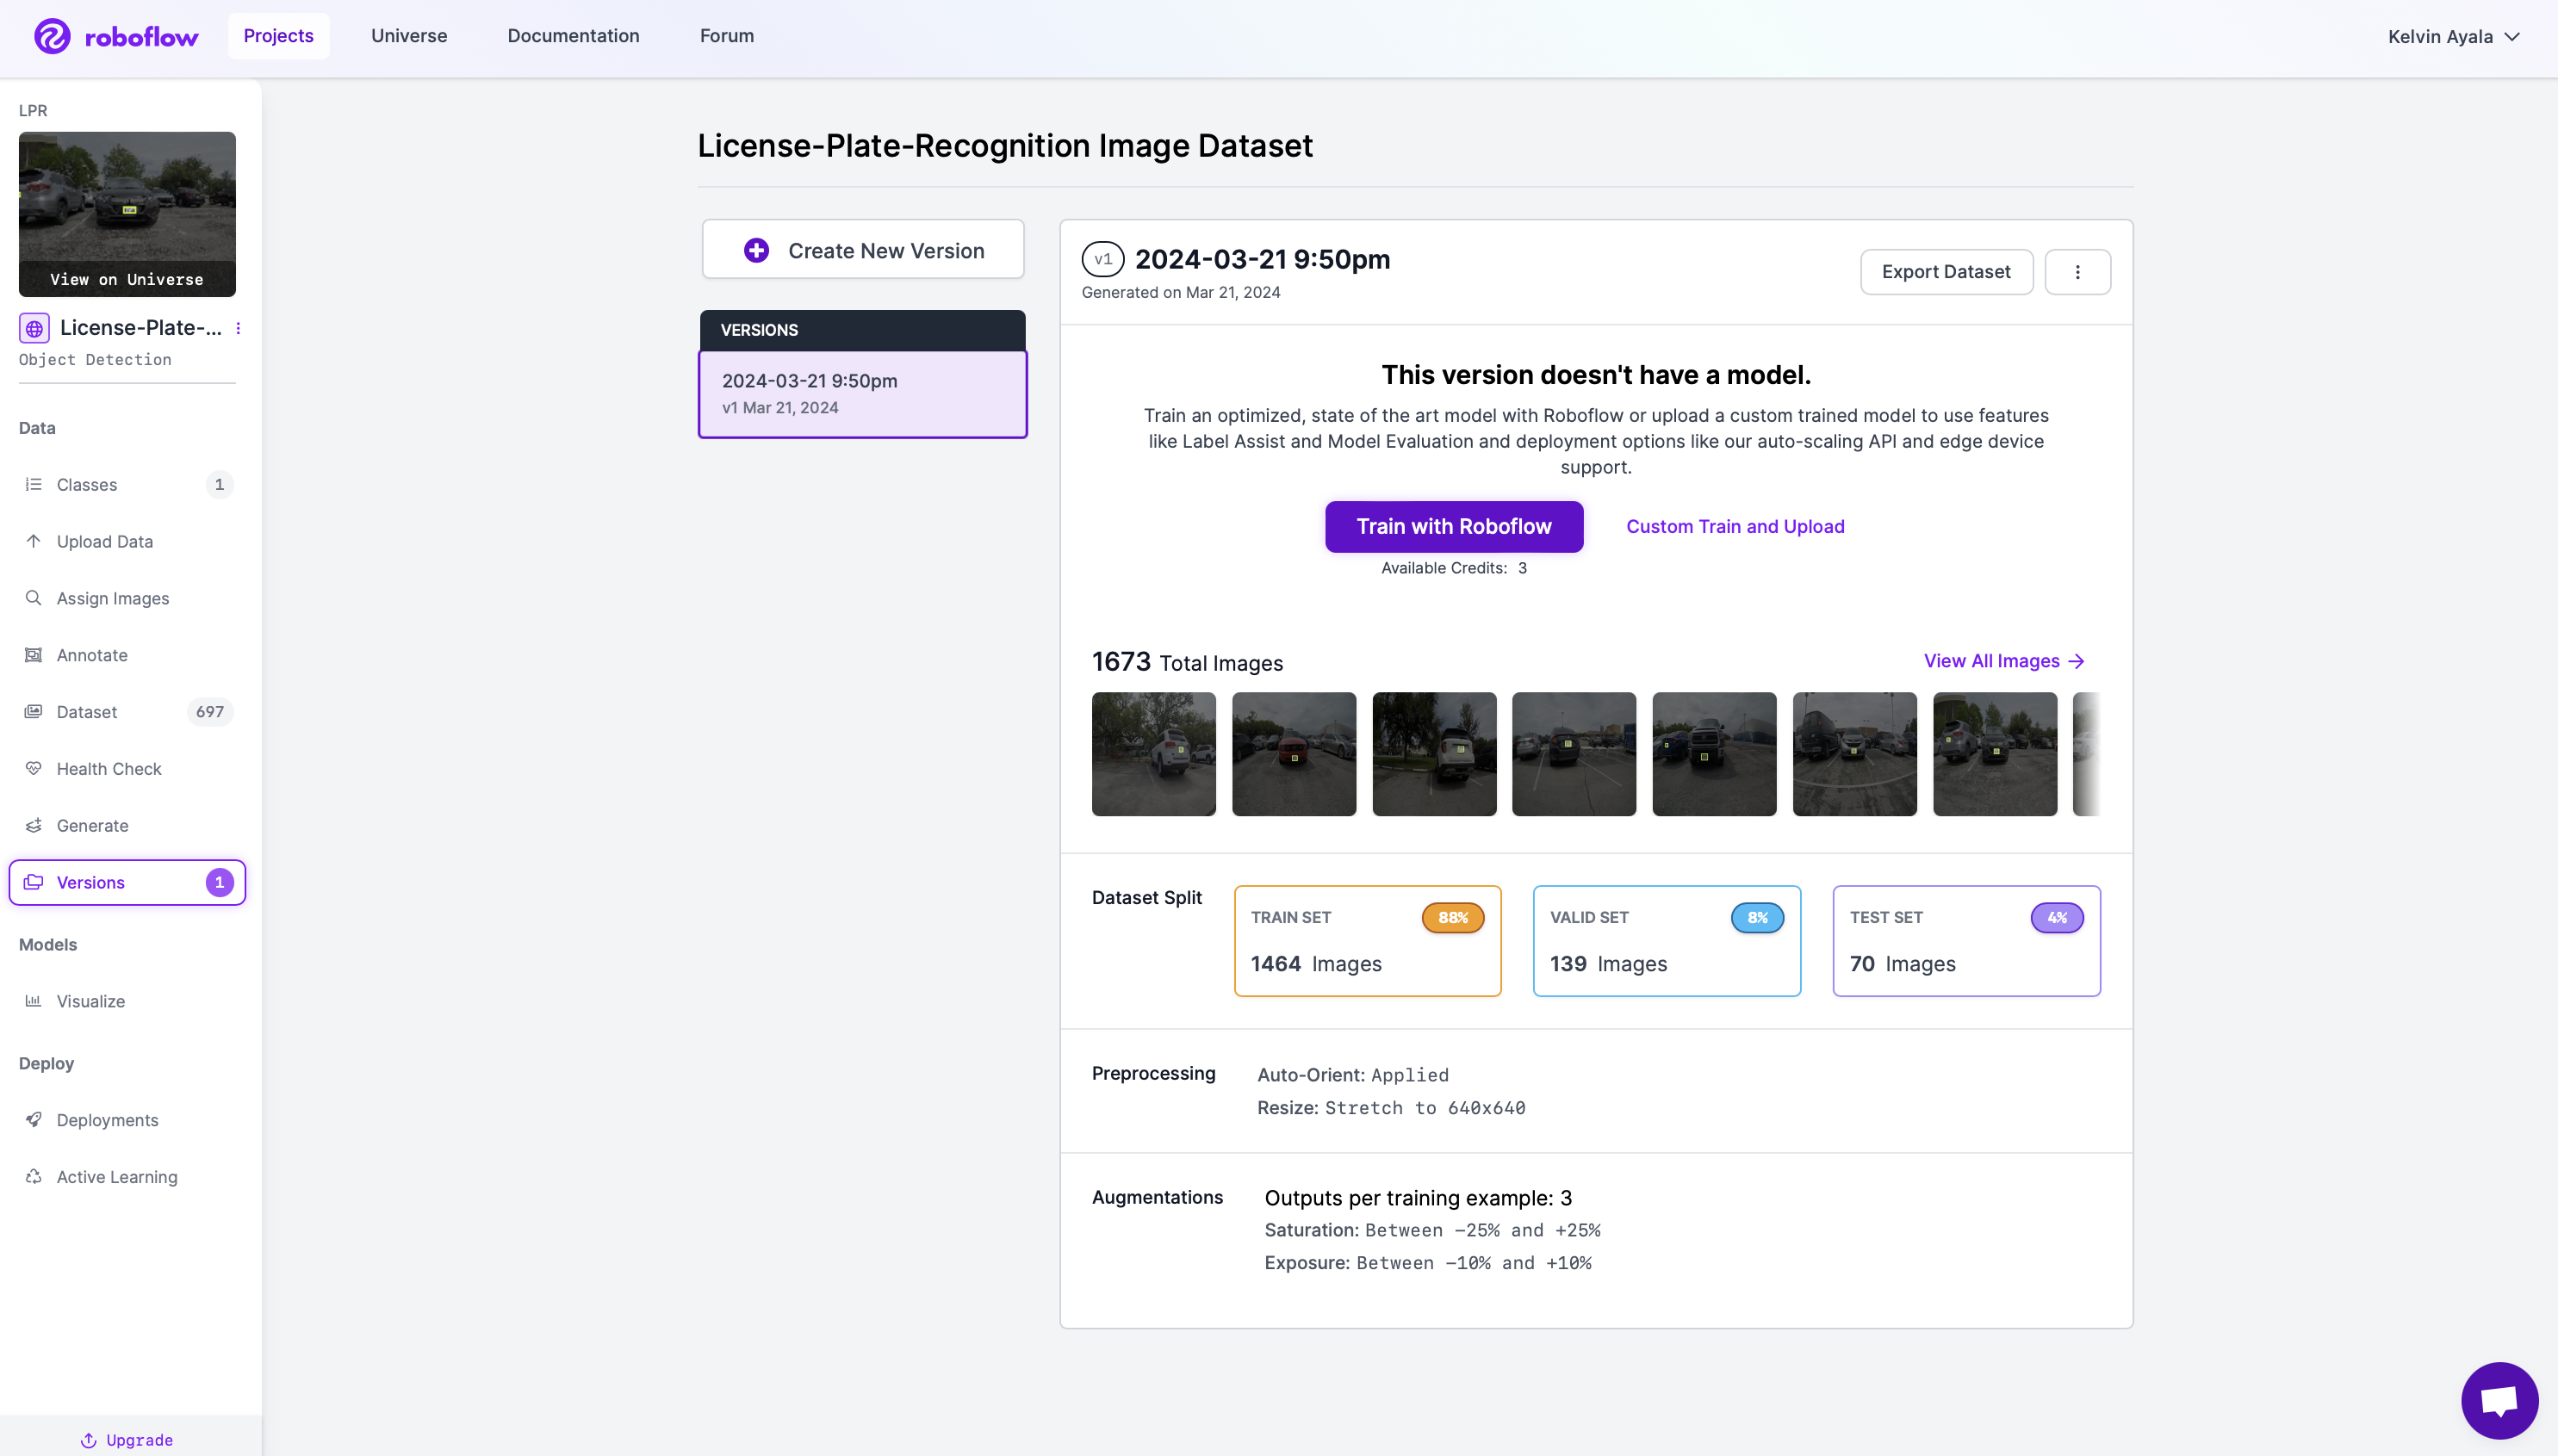 roboflow
Projects
Universe
Documentation
Forum
Kelvin Ayala
LPR
View on Universe
License-Plate-...
Object Detection
Data
Classes 1
Upload Data
Assign Images
Annotate
Dataset 697
Health Check
Generate
Versions 1
Models
Visualize
Deploy
Deployments
Active Learning
Upgrade
License-Plate-Recognition Image Dataset
Create New Version
VERSIONS
2024-03-21 9:50pm
v1 Mar 21, 2024
v1 2024-03-21 9:50pm
Generated on Mar 21, 2024
Export Dataset
This version doesn't have a model.
Train an optimized, state of the art model with Roboflow or upload a custom trained model to use features
like Label Assist and Model Evaluation and deployment options like our auto-scaling API and edge device
support.
Train with Roboflow
Custom Train and Upload
Available Credits: 3
1673 Total Images
View All Images →
Dataset Split
TRAIN SET 88%
1464 Images
VALID SET 8%
139 Images
TEST SET 4%
70 Images
Preprocessing
Auto-Orient: Applied
Resize: Stretch to 640x640
Augmentations
Outputs per training example: 3
Saturation: Between −25% and +25%
Exposure: Between −10% and +10%